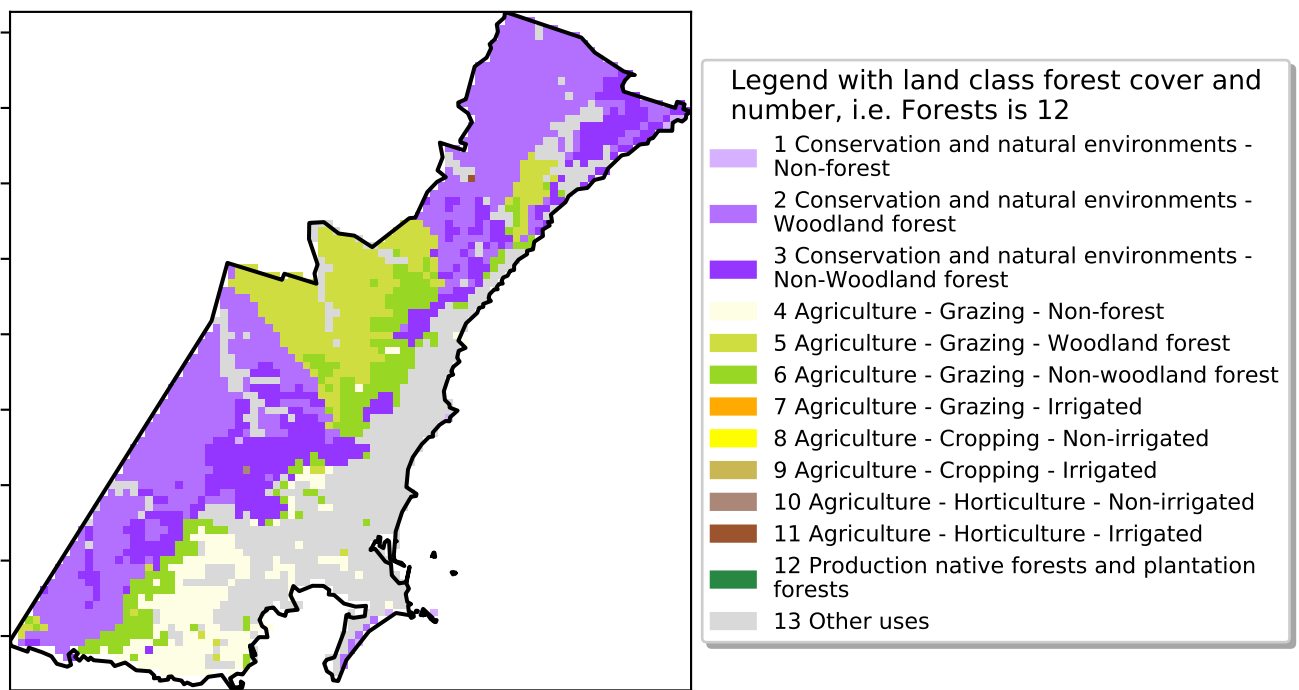 Legend with land class forest cover and
number, i.e. Forests is 12
1 Conservation and natural environments -
Non-forest
2 Conservation and natural environments -
Woodland forest
3 Conservation and natural environments -
Non-Woodland forest
4 Agriculture - Grazing - Non-forest
5 Agriculture - Grazing - Woodland forest
6 Agriculture - Grazing - Non-woodland forest
7 Agriculture - Grazing - Irrigated
8 Agriculture - Cropping - Non-irrigated
9 Agriculture - Cropping - Irrigated
10 Agriculture - Horticulture - Non-irrigated
11 Agriculture - Horticulture - Irrigated
12 Production native forests and plantation
forests
13 Other uses